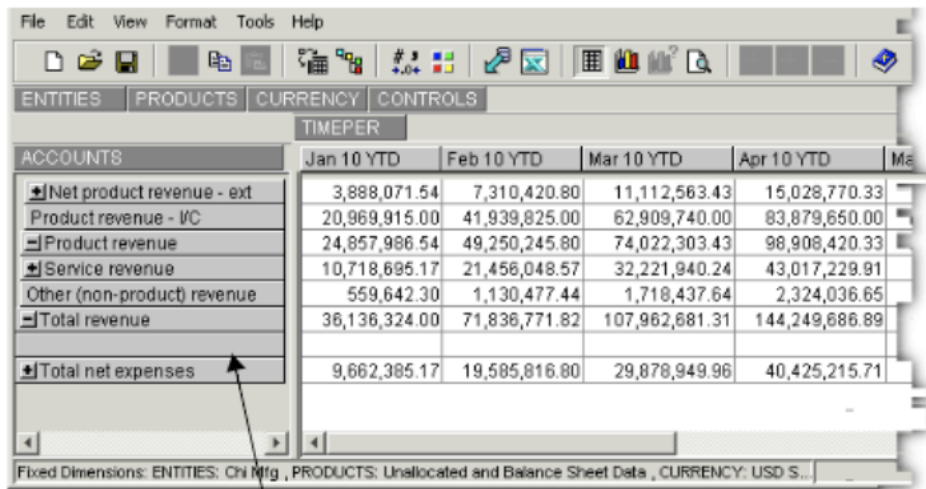 File Edit View Format Tools Help
ENTITIES PRODUCTS CURRENCY CONTROLS
TIMEPER
ACCOUNTS Jan 10 YTD Feb 10 YTD Mar 10 YTD Apr 10 YTD Ma
Net product revenue - ext 3,888,071.54 7,310,420.80 11,112,563.43 15,028,770.33
Product revenue - I/C 20,969,915.00 41,939,825.00 62,909,740.00 83,879,650.00
Product revenue 24,857,986.54 49,250,245.80 74,022,303.43 98,908,420.33
Service revenue 10,718,695.17 21,456,048.57 32,221,940.24 43,017,229.91
Other (non-product) revenue 559,642.30 1,130,477.44 1,718,437.64 2,324,036.65
Total revenue 36,136,324.00 71,836,771.82 107,962,681.31 144,249,686.89
Total net expenses 9,662,385.17 19,585,816.80 29,878,949.96 40,425,215.71
Fixed Dimensions: ENTITIES: Chi Mfg , PRODUCTS: Unallocated and Balance Sheet Data , CURRENCY: USD S...